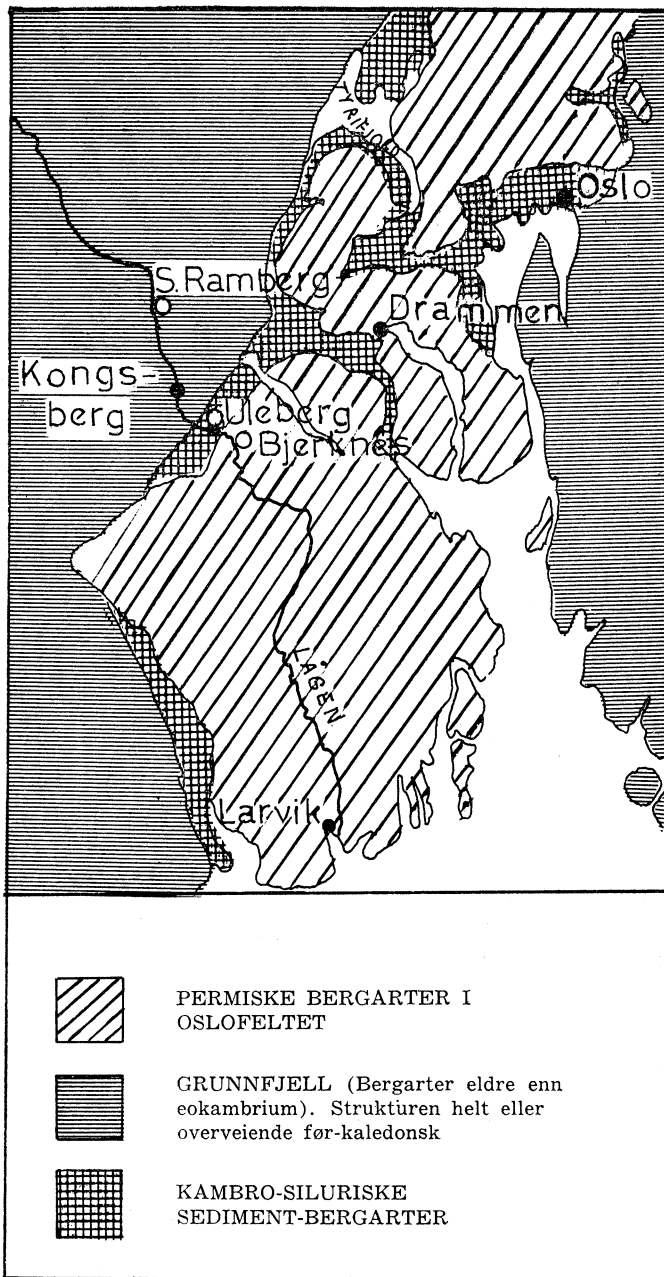 TYRIFJORD
Oslo
S. Ramberg
Drammen
Kongs-
berg
Uleberg
Bjerknes
LÅGEN
Larvik
PERMISKE BERGARTER I
OSLOFELTET
GRUNNFJELL (Bergarter eldre enn
eokambrium). Strukturen helt eller
overveiende før-kaledonsk
KAMBRO-SILURISKE
SEDIMENT-BERGARTER